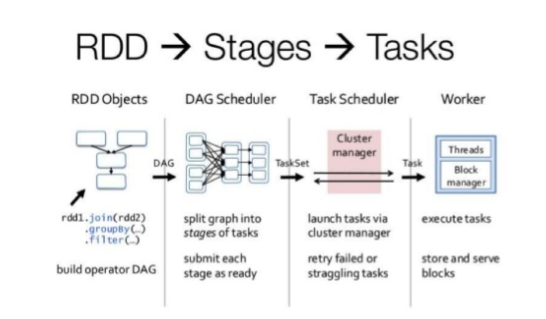 RDD → Stages → Tasks
RDD Objects
DAG Scheduler
Task Scheduler
Worker
DAG
TaskSet
Cluster
manager
Task
Threads
Block
manager
rdd1.join(rdd2)
.groupBy(…)
.filter(…)
build operator DAG
split graph into
stages of tasks
submit each
stage as ready
launch tasks via
cluster manager
retry failed or
straggling tasks
execute tasks
store and serve
blocks